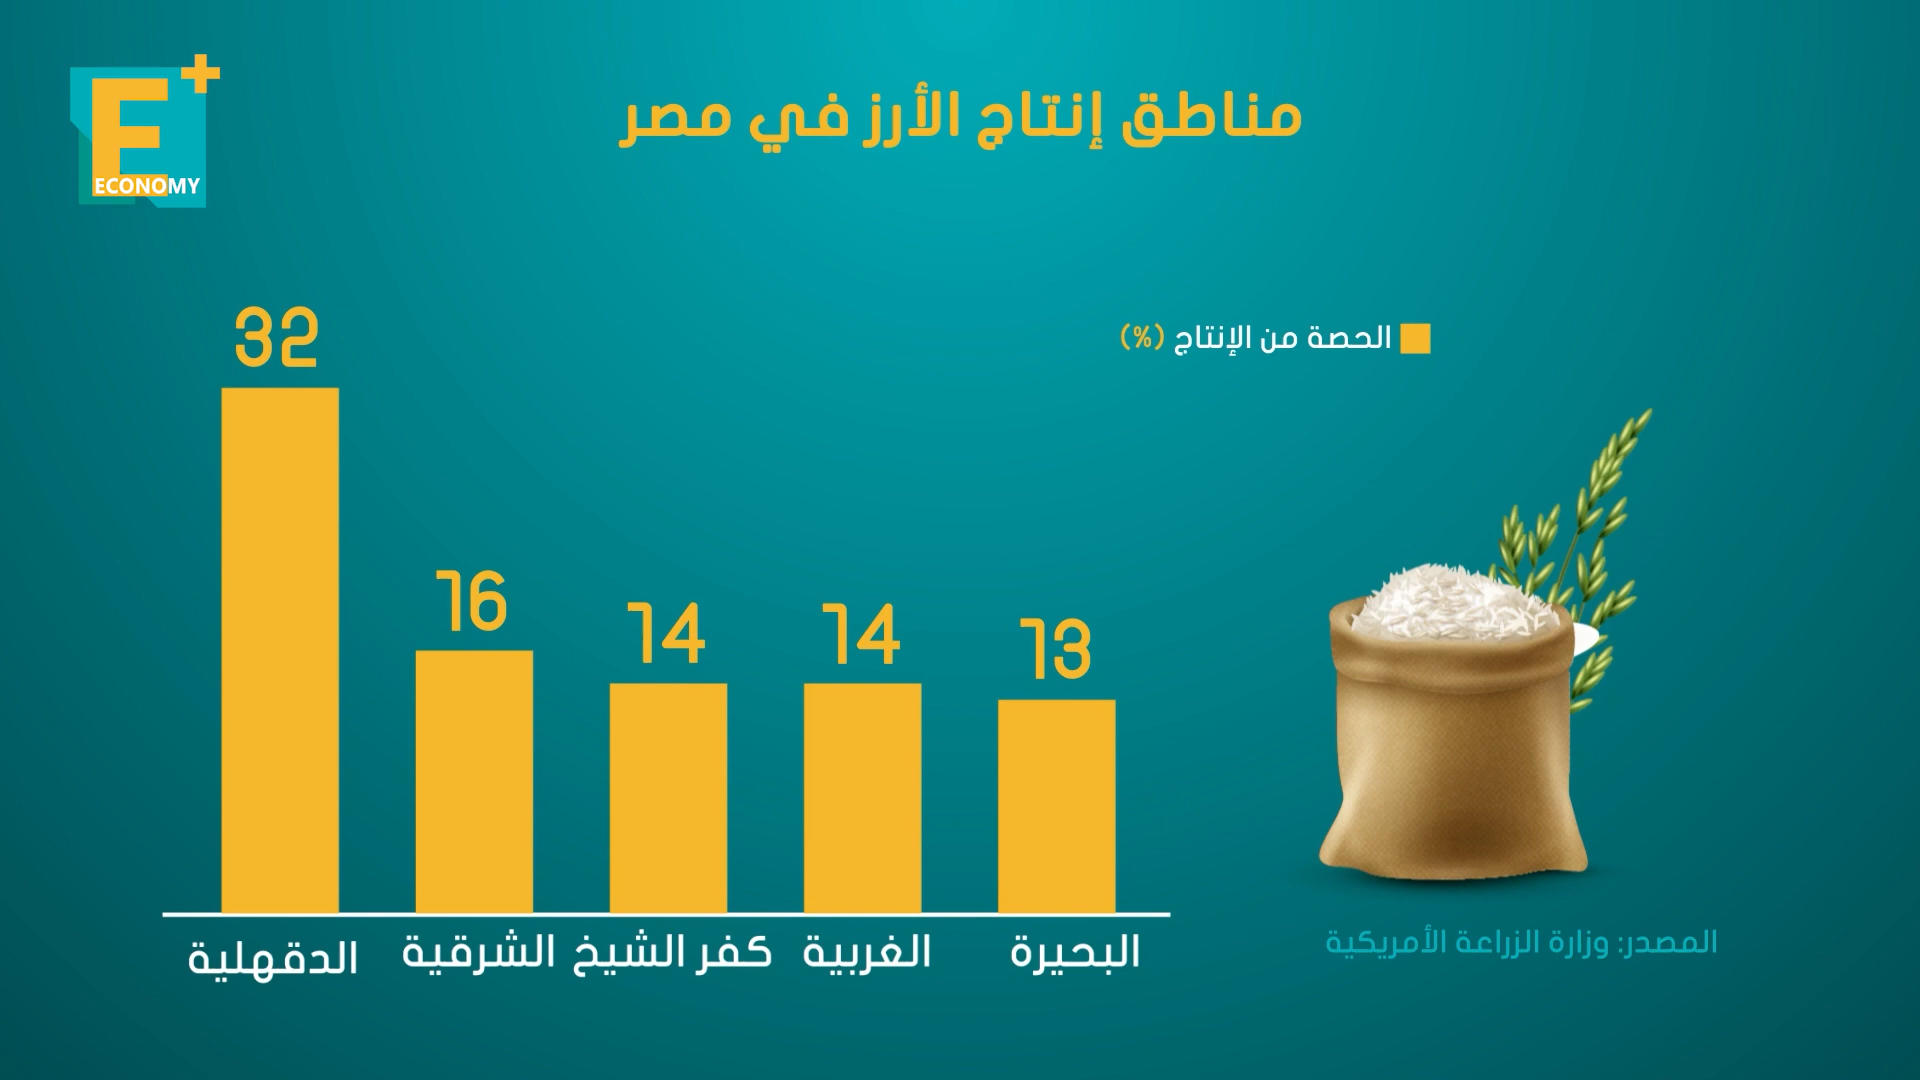 E+
ECONOMY
مناطق إنتاج الأرز في مصر
الحصة من الإنتاج (%)
32
16
14
14
13
الدقهلية
الشرقية
كفر الشيخ
الغربية
البحيرة
المصدر: وزارة الزراعة الأمريكية